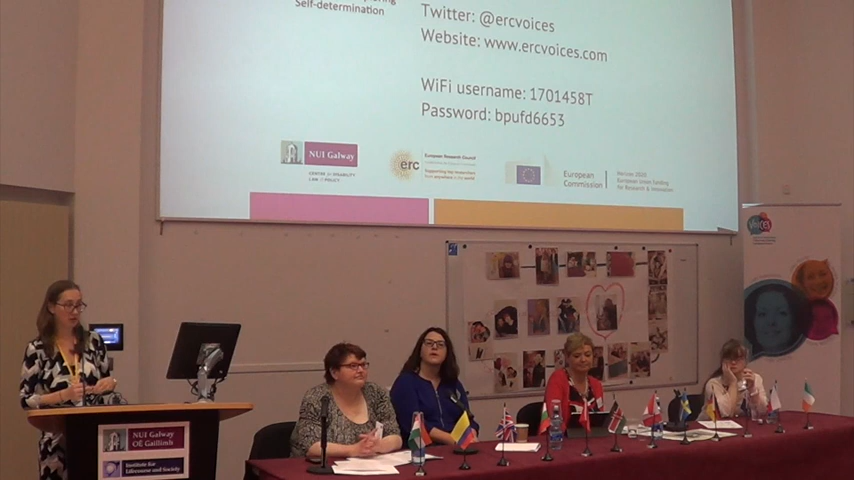 Self-determination
Twitter: @ercvoices
Website: www.ercvoices.com
WiFi username: 1701458T
Password: bpufd6653
NUI Galway
CENTRE for DISABILITY
LAW & POLICY
erc
European Research Council
Supporting top researchers
from anywhere in the world
European
Commission
Horizon 2020
European Union funding
for Research & Innovation
voices
NUI Galway
OÉ Gaillimh
Institute for
Lifecourse and Society